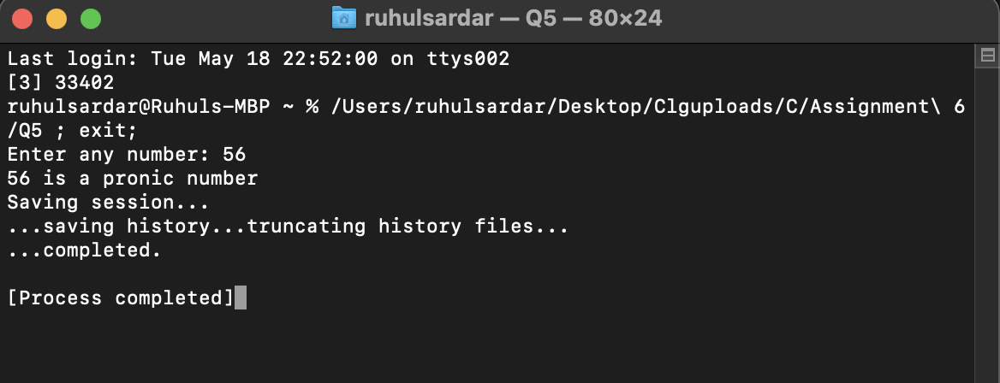 ruhulsardar — Q5 — 80×24
Last login: Tue May 18 22:52:00 on ttys002
[3] 33402
ruhulsardar@Ruhuls-MBP ~ % /Users/ruhulsardar/Desktop/Clguploads/C/Assignment\ 6
/Q5 ; exit;
Enter any number: 56
56 is a pronic number
Saving session...
...saving history...truncating history files...
...completed.
[Process completed]